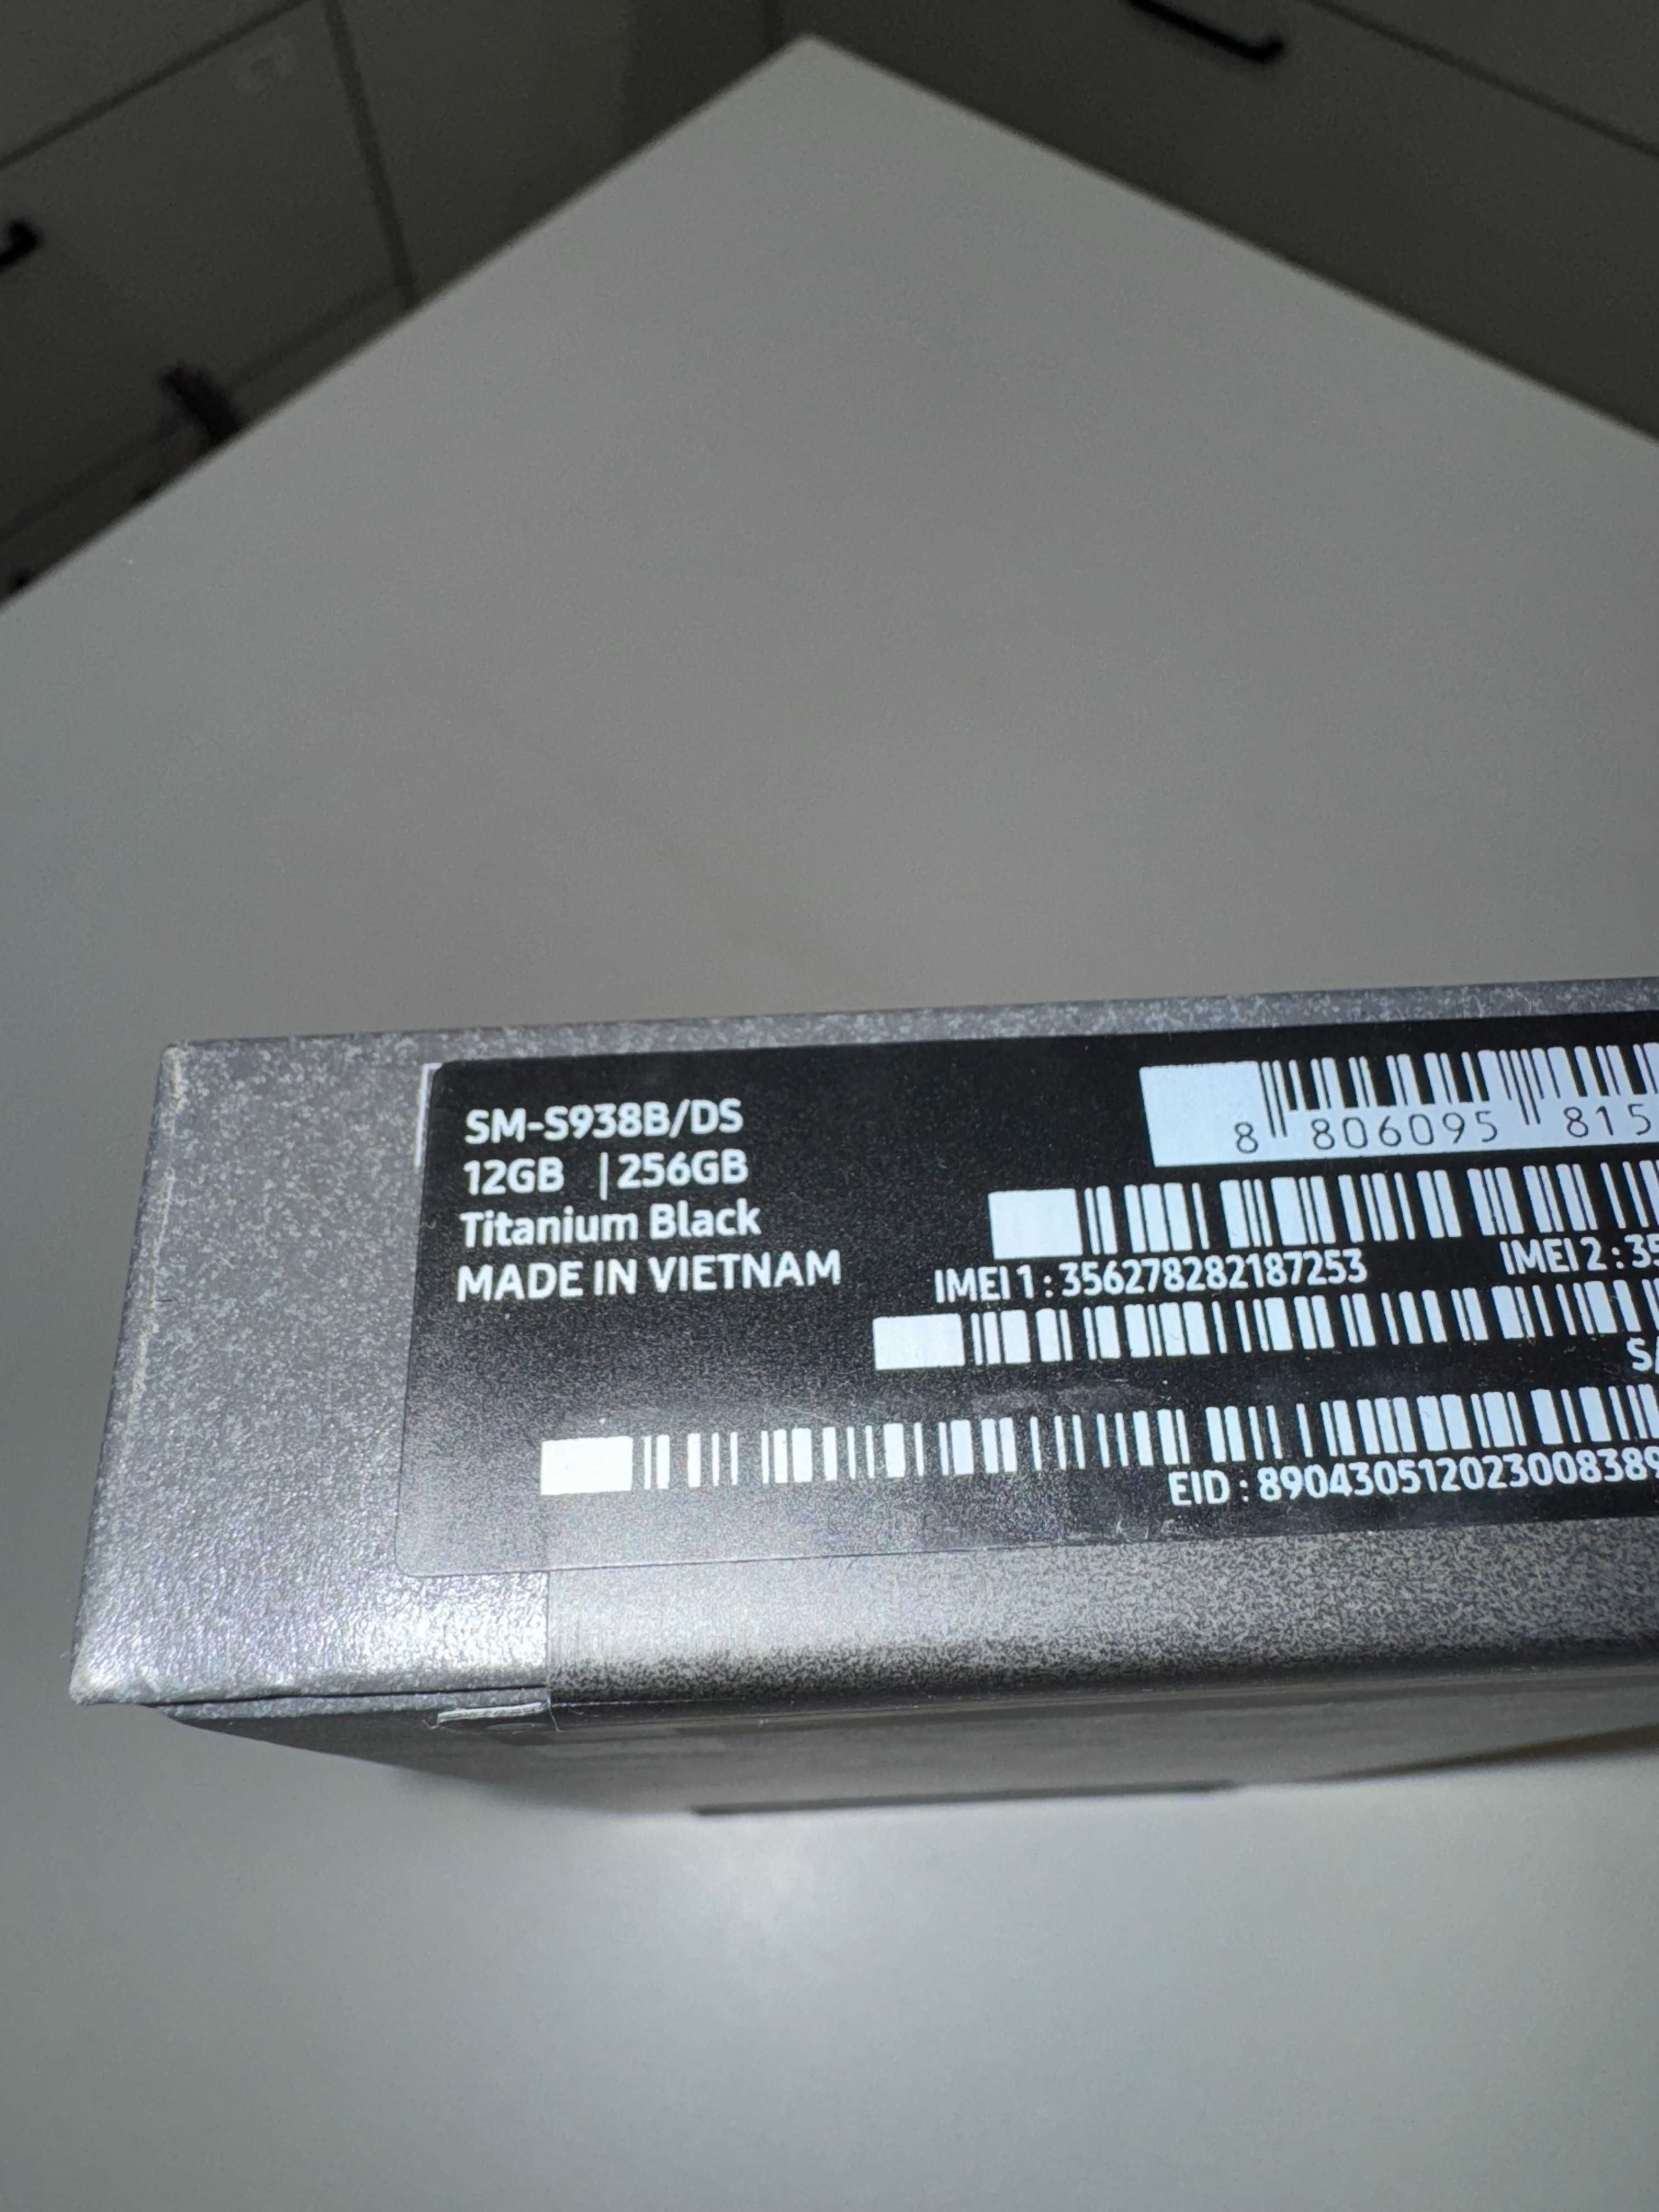 SM-S938B/DS
12GB | 256GB
Titanium Black
MADE IN VIETNAM
8 806095 815
IMEI 1 : 356278282187253 IMEI 2 : 35
S/
EID : 890430512023008389